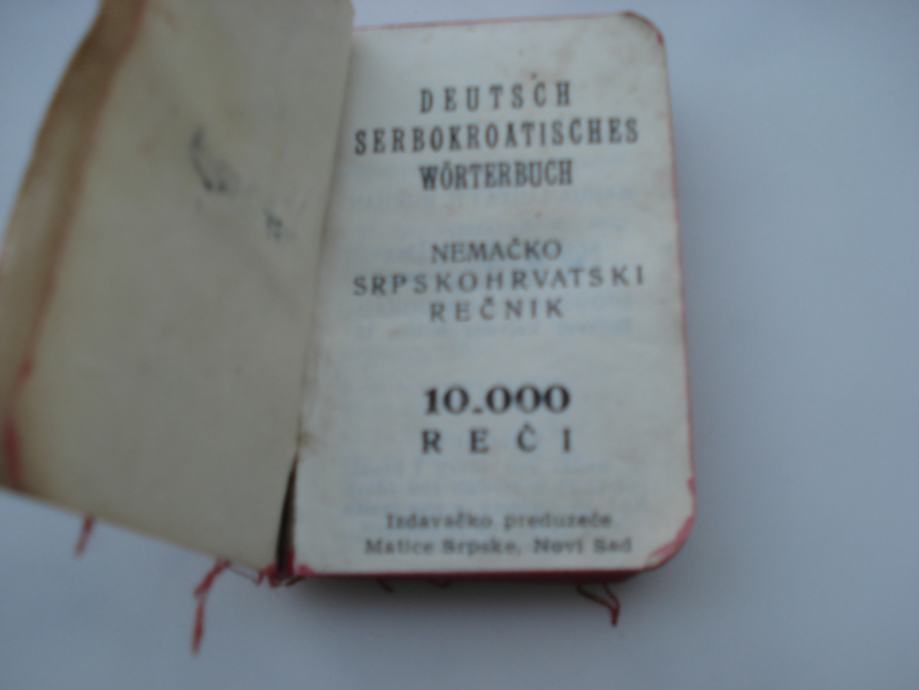 DEUTSCH
SERBOKROATISCHES
WÖRTERBUCH
NEMAČKO
SRPSKOHRVATSKI
REČNIK
10.000
REČI
Izdavačko preduzeće
Matice Srpske, Novi Sad